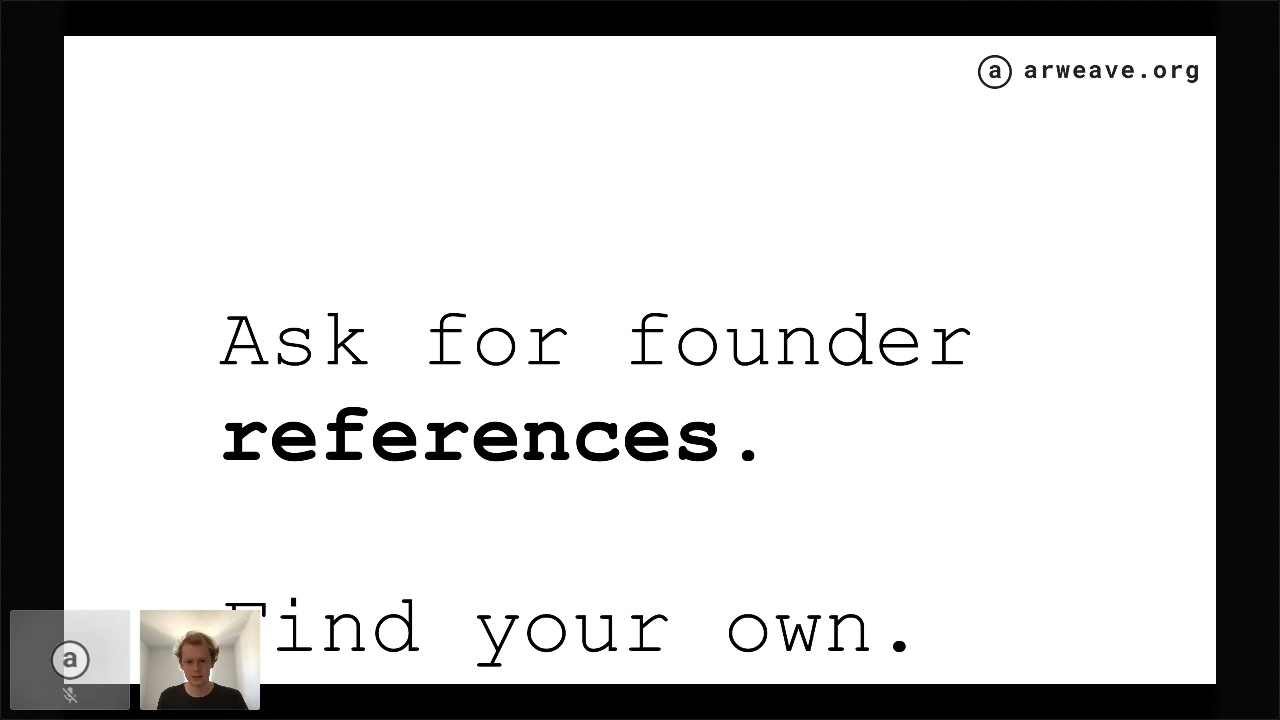 a arweave.org
Ask for founder
references.
Find your own.
a